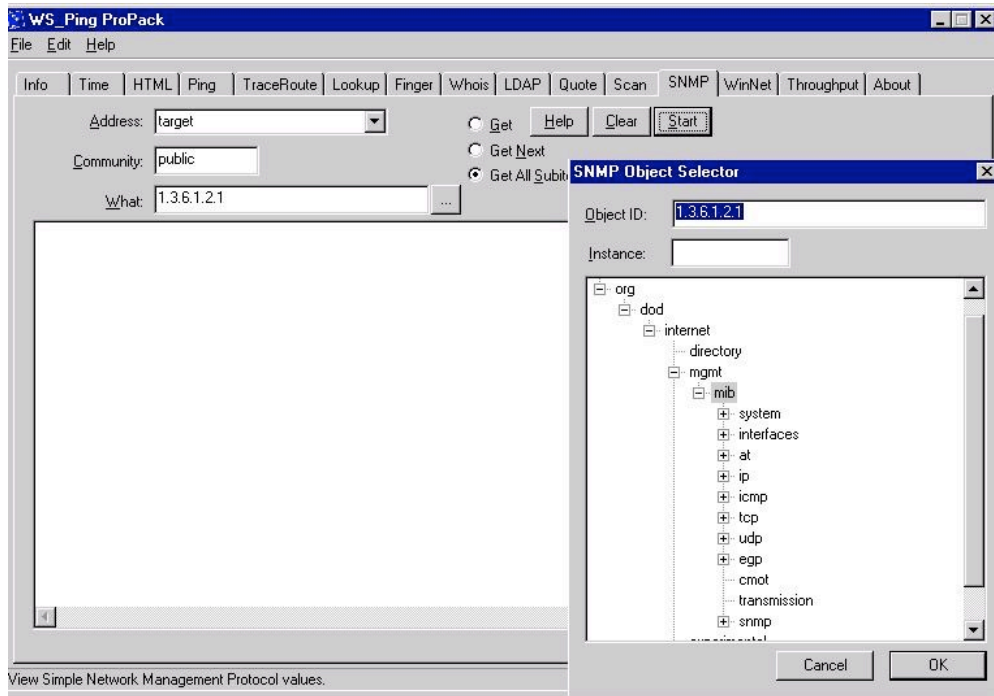 WS_Ping ProPack
File Edit Help
Info Time HTML Ping TraceRoute Lookup Finger Whois LDAP Quote Scan SNMP WinNet Throughput About
Address: target
Get Help Clear Start
Community: public
Get Next
Get All Subit
What: 1.3.6.1.2.1 ...
View Simple Network Management Protocol values.
SNMP Object Selector
Object ID: 1.3.6.1.2.1
Instance:
org
dod
internet
directory
mgmt
mib
system
interfaces
at
ip
icmp
tcp
udp
egp
cmot
transmission
snmp
Cancel OK